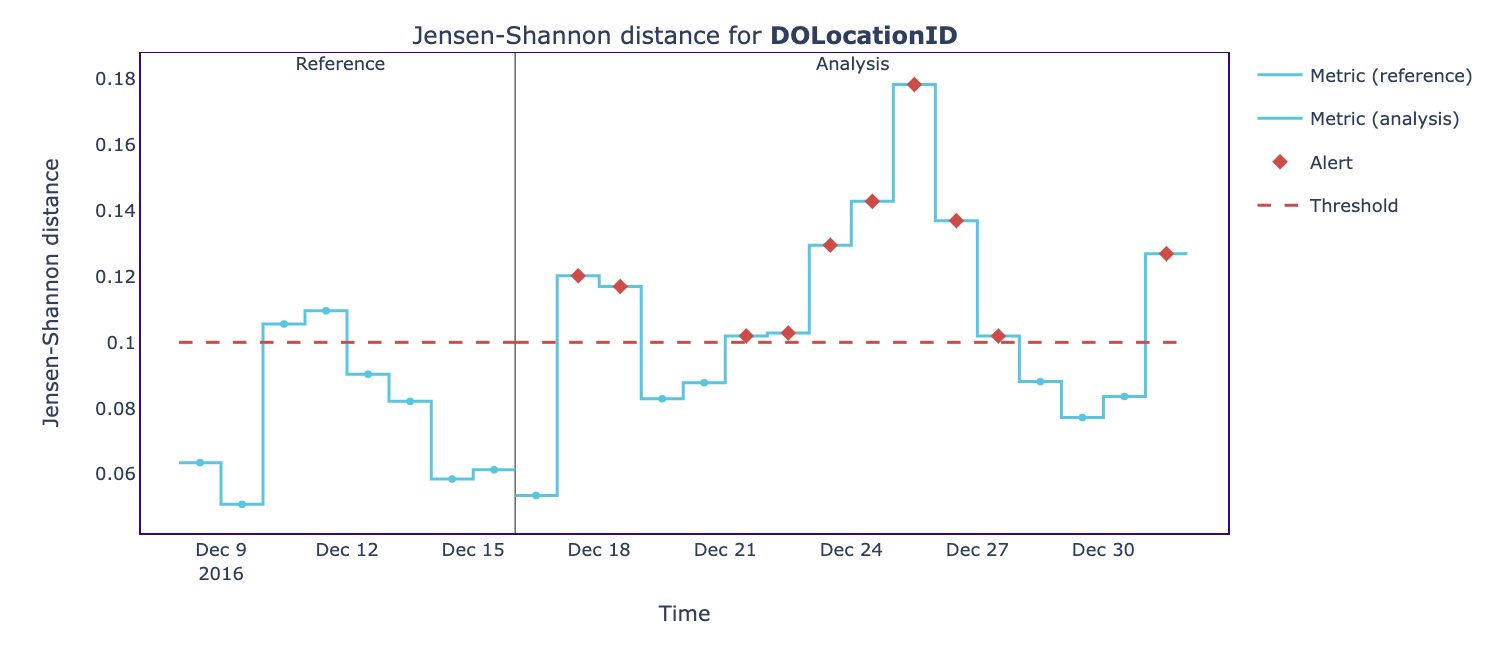 Jensen-Shannon distance for DOLocationID
Reference
Analysis
0.18
0.16
0.14
0.12
0.1
0.08
0.06
Jensen-Shannon distance
Dec 9
2016
Dec 12
Dec 15
Dec 18
Dec 21
Dec 24
Dec 27
Dec 30
Time
Metric (reference)
Metric (analysis)
Alert
Threshold